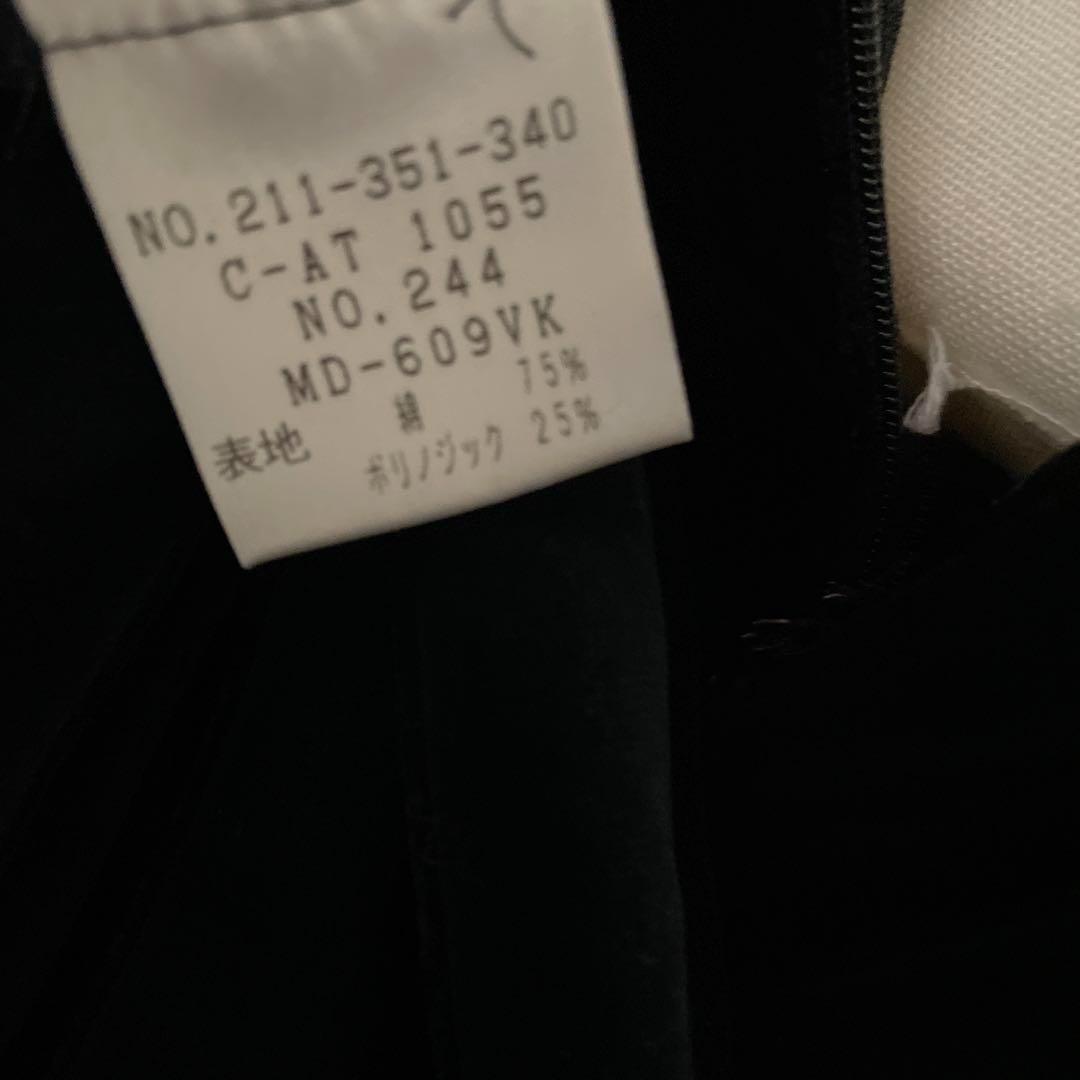 NO.211-351-340
C-AT 1055
NO.244
MD-609VK
表地 綿 75%
ポリノジック 25%